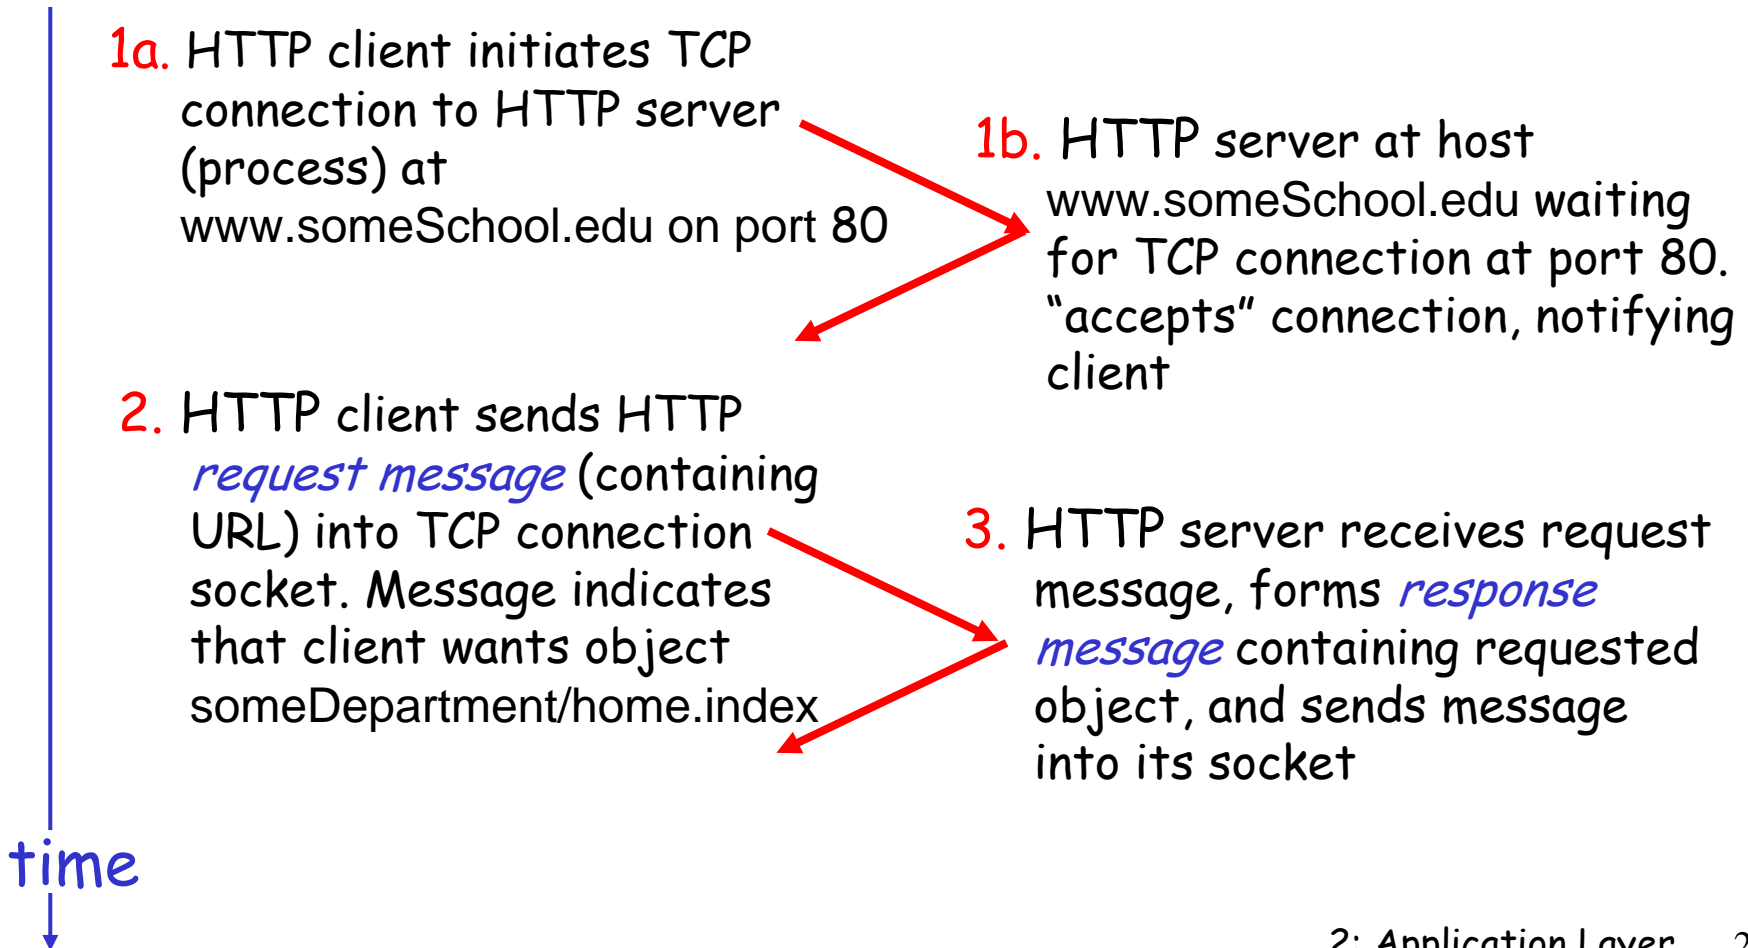 1a. HTTP client initiates TCP
connection to HTTP server
(process) at
www.someSchool.edu on port 80
1b. HTTP server at host
www.someSchool.edu waiting
for TCP connection at port 80.
“accepts” connection, notifying
client
2. HTTP client sends HTTP
request message (containing
URL) into TCP connection
socket. Message indicates
that client wants object
someDepartment/home.index
3. HTTP server receives request
message, forms response
message containing requested
object, and sends message
into its socket
time
2: Application Layer